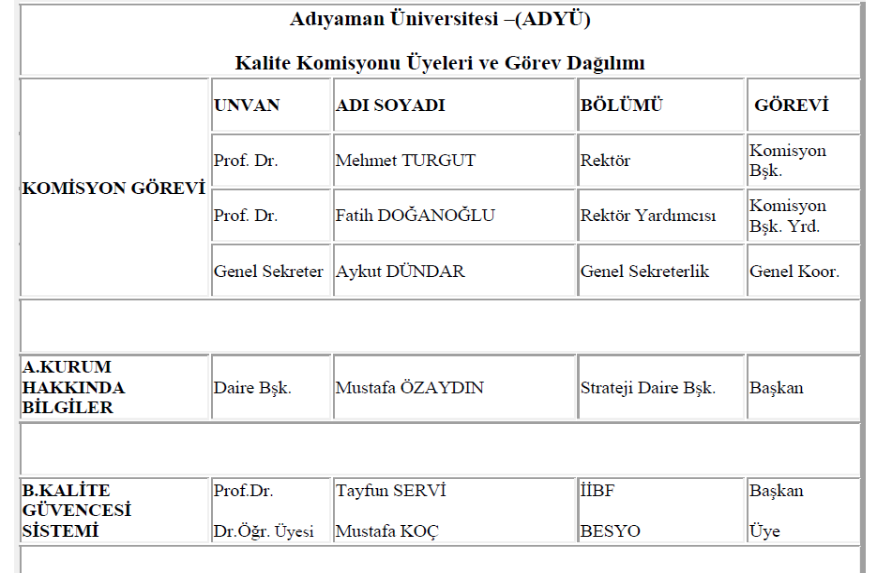 Adıyaman Üniversitesi –(ADYÜ)
Kalite Komisyonu Üyeleri ve Görev Dağılımı
UNVAN ADI SOYADI BÖLÜMÜ GÖREVİ
KOMİSYON GÖREVİ
Prof. Dr. Mehmet TURGUT Rektör Komisyon
Bşk.
Prof. Dr. Fatih DOĞANOĞLU Rektör Yardımcısı Komisyon
Bşk. Yrd.
Genel Sekreter Aykut DÜNDAR Genel Sekreterlik Genel Koor.
A.KURUM
HAKKINDA
BİLGİLER
Daire Bşk. Mustafa ÖZAYDIN Strateji Daire Bşk. Başkan
B.KALİTE
GÜVENCESİ
SİSTEMİ
Prof.Dr. Tayfun SERVİ İİBF Başkan
Dr.Öğr. Üyesi Mustafa KOÇ BESYO Üye